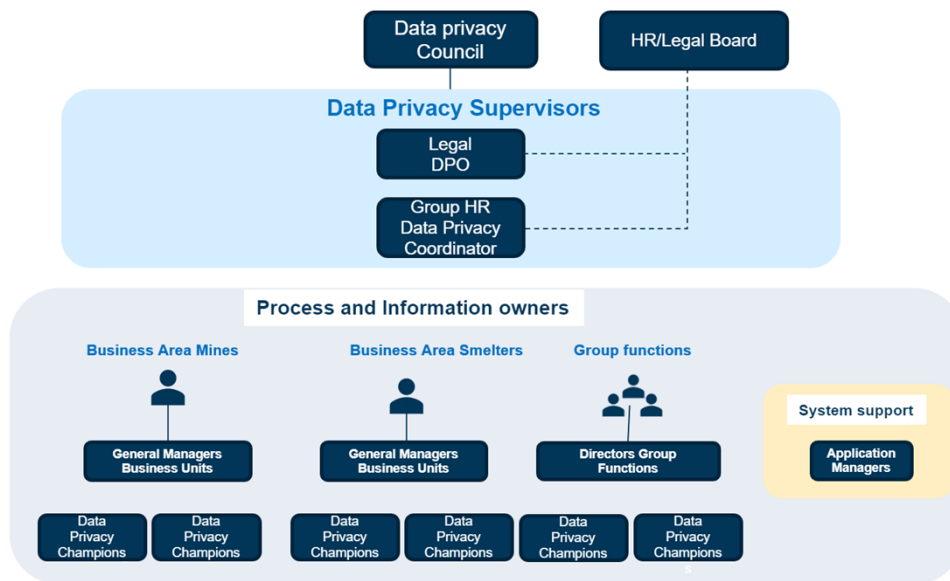 Data privacy
Council
HR/Legal Board
Data Privacy Supervisors
Legal
DPO
Group HR
Data Privacy
Coordinator
Process and Information owners
Business Area Mines
Business Area Smelters
Group functions
System support
General Managers
Business Units
General Managers
Business Units
Directors Group
Functions
Application
Managers
Data
Privacy
Champions
Data
Privacy
Champions
Data
Privacy
Champions
Data
Privacy
Champions
Data
Privacy
Champions
Data
Privacy
Champion
s